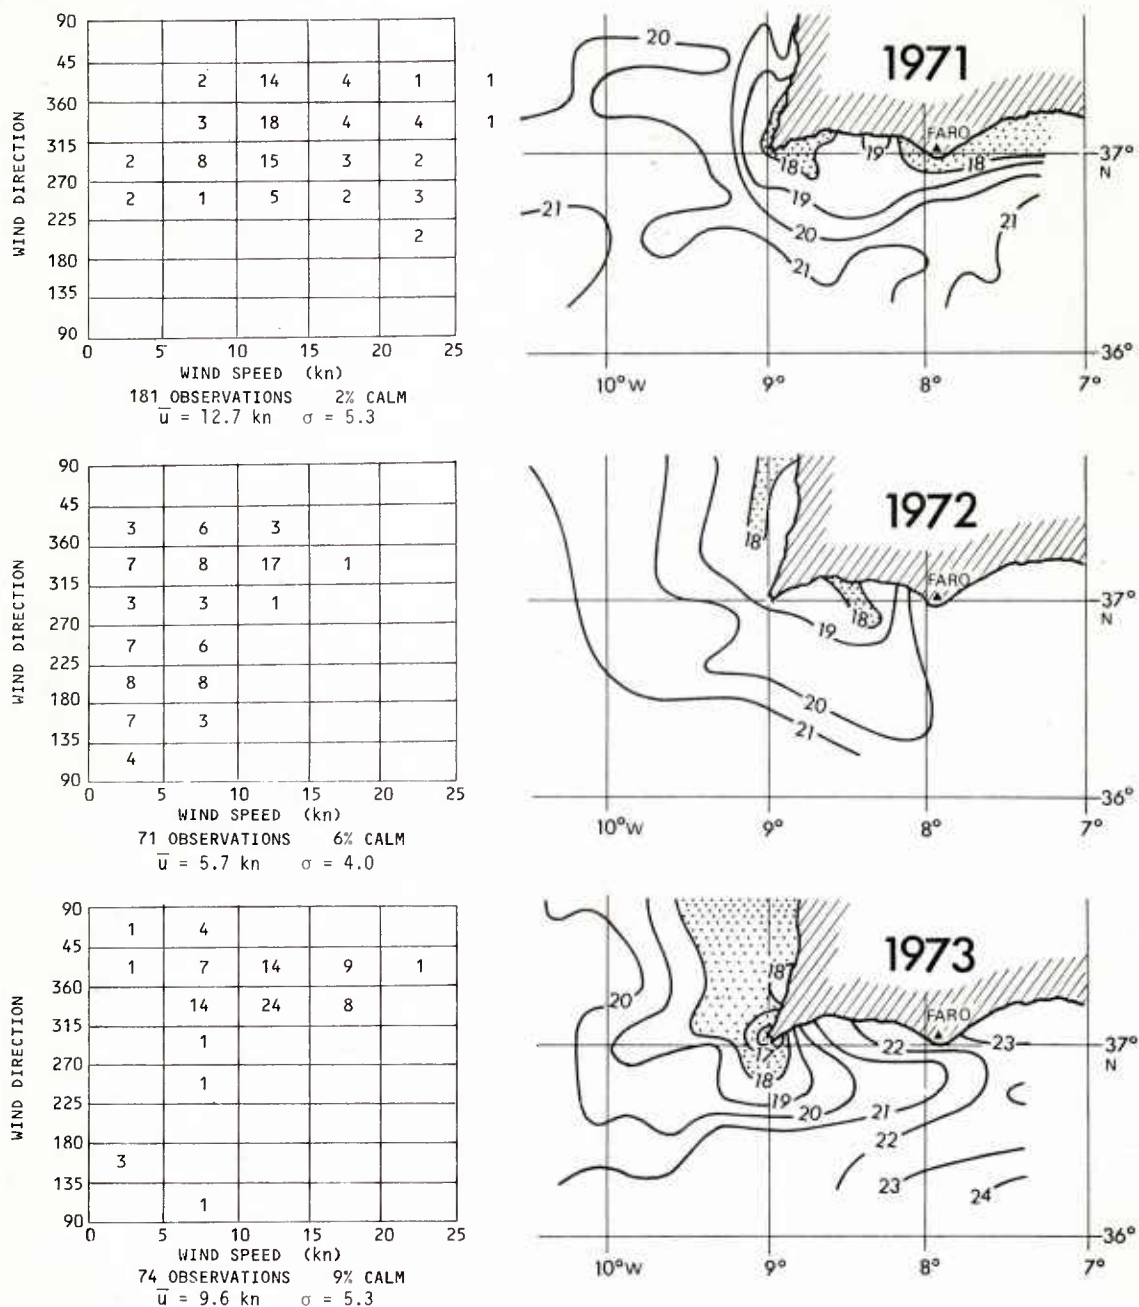 90
45
360
315
270
225
180
135
90
WIND DIRECTION
2 14 4 1 1
3 18 4 4 1
2 8 15 3 2
2 1 5 2 3
2
0 5 10 15 20 25
WIND SPEED (kn)
181 OBSERVATIONS 2% CALM
u̅ = 12.7 kn σ = 5.3
1971
FARO
20
19
18
18
37°
N
19
20
21
21
21
36°
10°W 9° 8° 7°
90
45
360
315
270
225
180
135
90
WIND DIRECTION
3 6 3
7 8 17 1
3 3 1
7 6
8 8
7 3
4
0 5 10 15 20 25
WIND SPEED (kn)
71 OBSERVATIONS 6% CALM
u̅ = 5.7 kn σ = 4.0
1972
18
FARO
37°
N
18
19
20
21
36°
10°W 9° 8° 7°
90
45
360
315
270
225
180
135
90
WIND DIRECTION
1 4
1 7 14 9 1
14 24 8
1
1
3
1
0 5 10 15 20 25
WIND SPEED (kn)
74 OBSERVATIONS 9% CALM
u̅ = 9.6 kn σ = 5.3
1973
18
20
FARO
22
23
37°
N
17
18
19
20
21
22
23
24
36°
10°W 9° 8° 7°